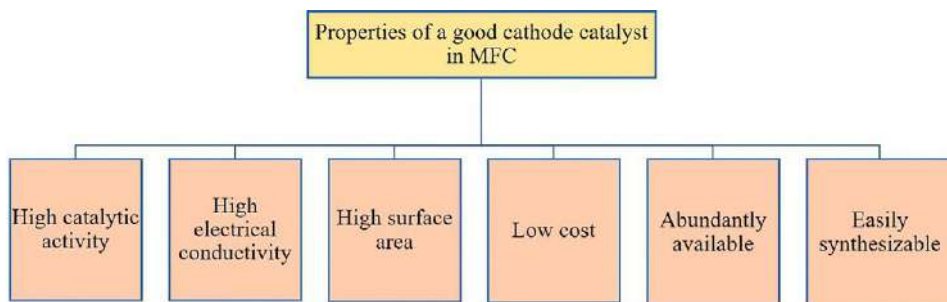 Properties of a good cathode catalyst
in MFC
High catalytic
activity
High
electrical
conductivity
High surface
area
Low cost
Abundantly
available
Easily
synthesizable